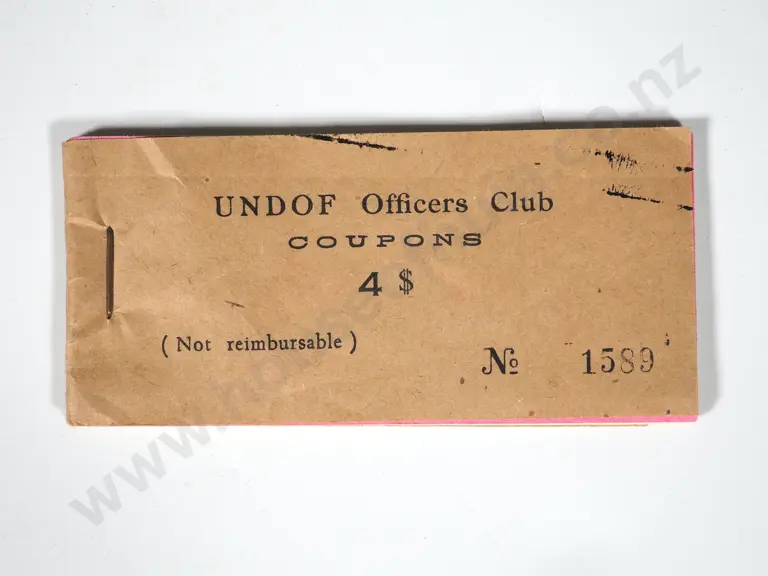 UNDOF Officers Club
COUPONS
4 $
( Not reimbursable )
№ 1589